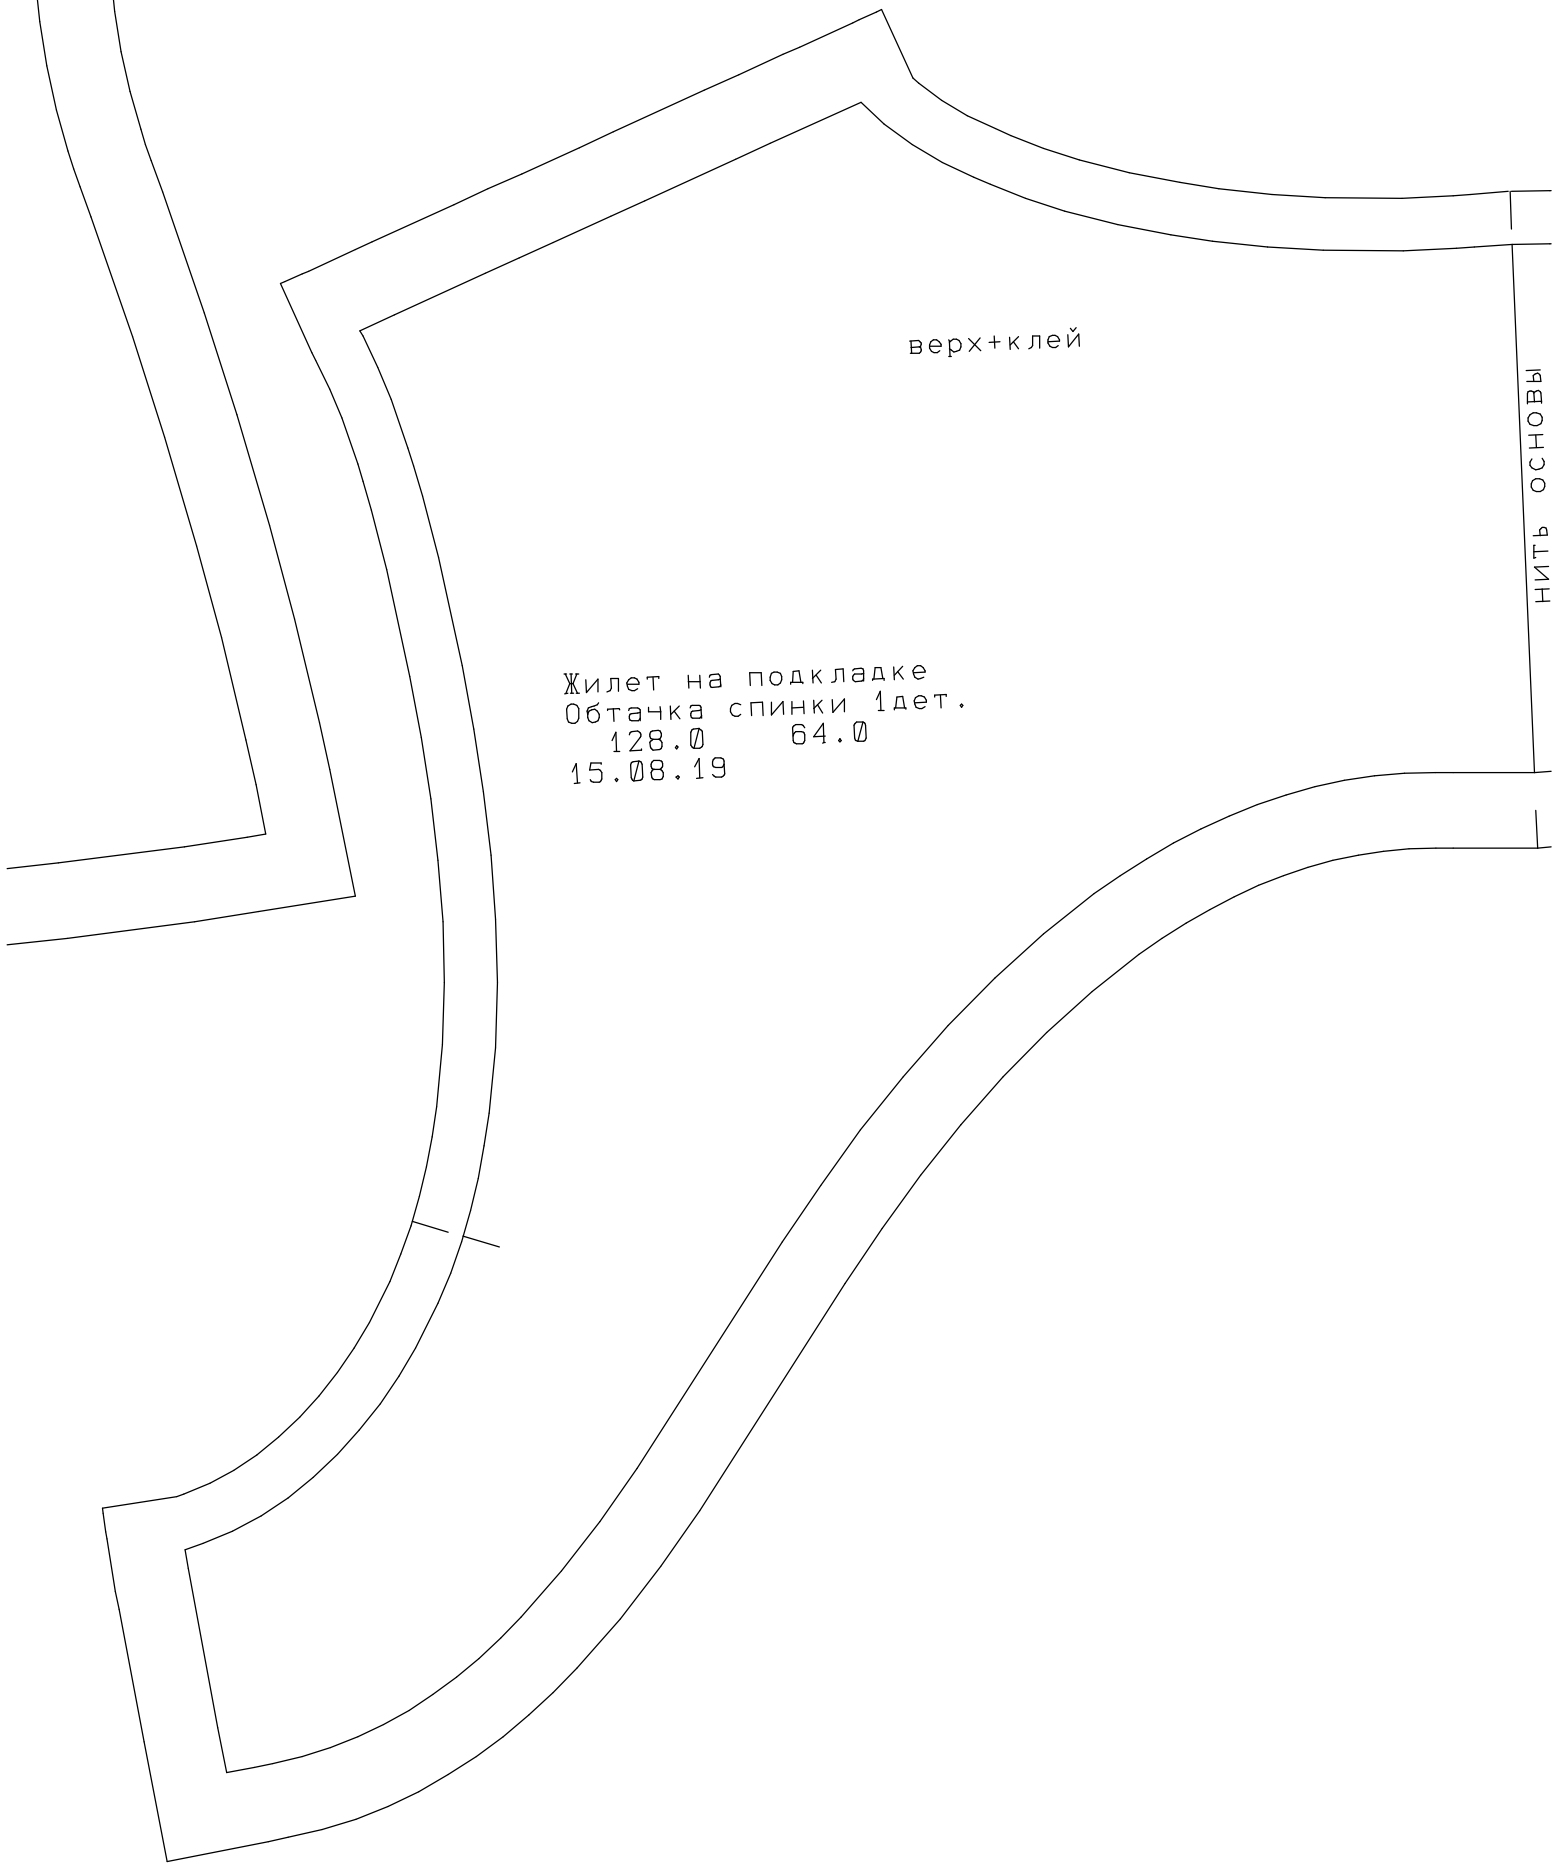 верх+клей
нить основы
Жилет на подкладке
Обтачка спинки 1дет.
128.0 64.0
15.08.19